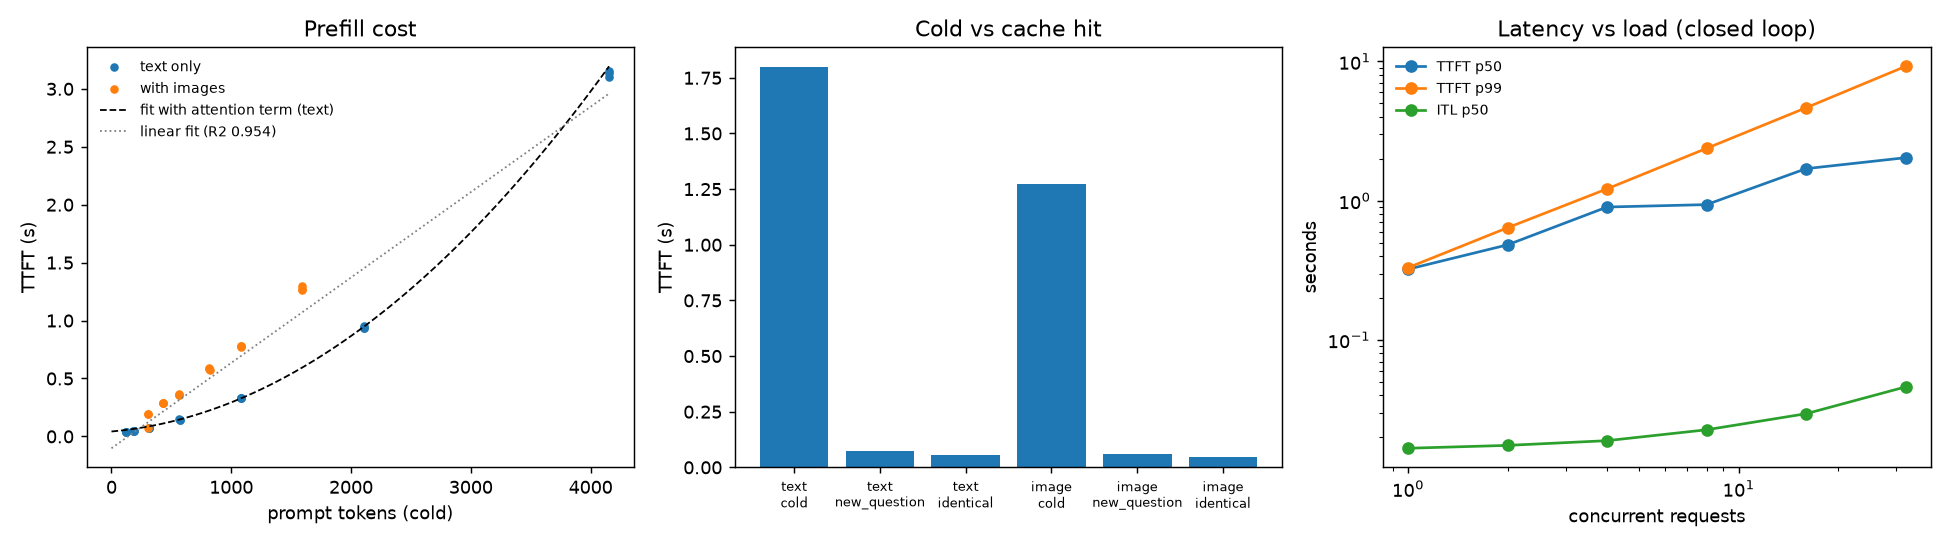 Prefill cost
text only
with images
fit with attention term (text)
linear fit (R2 0.954)
3.0
2.5
2.0
1.5
1.0
0.5
0.0
TTFT (s)
0 1000 2000 3000 4000
prompt tokens (cold)
Cold vs cache hit
1.75
1.50
1.25
1.00
0.75
0.50
0.25
0.00
TTFT (s)
text cold
text new_question
text identical
image cold
image new_question
image identical
Latency vs load (closed loop)
TTFT p50
TTFT p99
ITL p50
10¹
10⁰
10⁻¹
seconds
10⁰ 10¹
concurrent requests